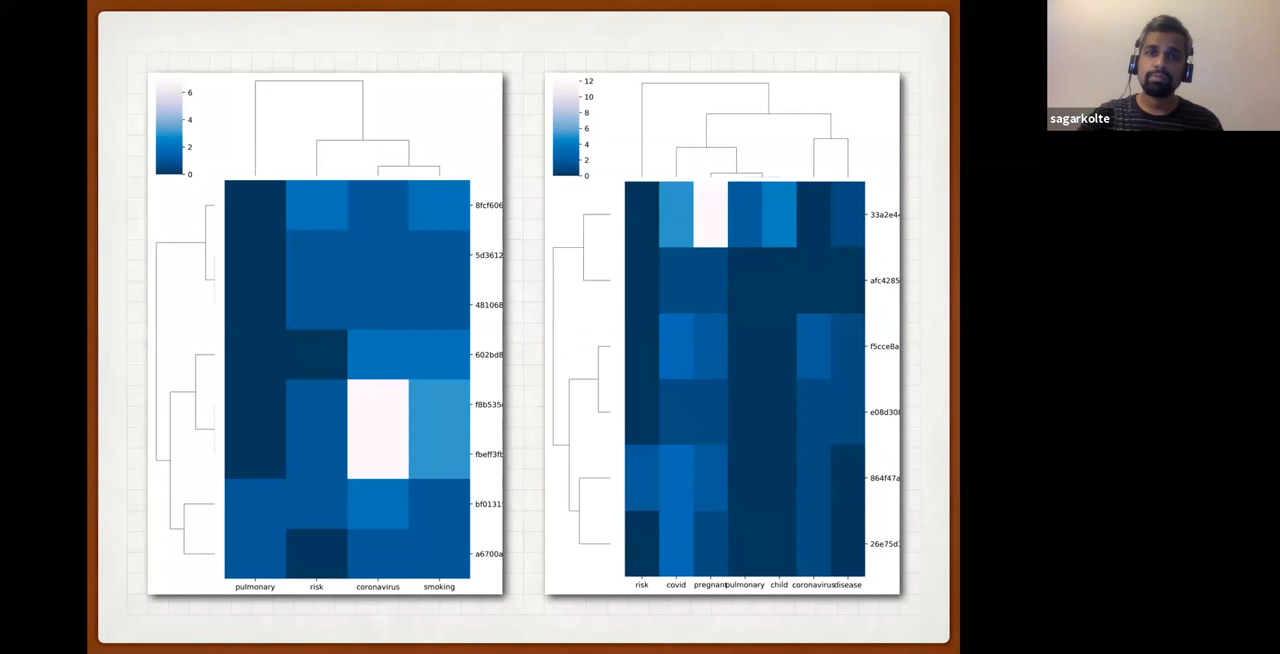 6
4
2
0
8fcf606
5d3612
481068
602bd8
f8b535
fbeff3fb
bf0131
a6700a
pulmonary risk coronavirus smoking
12
10
8
6
4
2
0
33a2e4
afc4285
f5cce8a
e08d30
864f47a
26e75d
risk covid pregnant pulmonary child coronavirus disease
sagarkolte